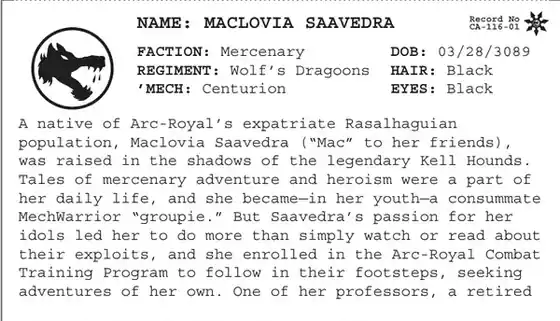 NAME: MACLOVIA SAAVEDRA
Record No
CA-116-01
FACTION: Mercenary
DOB: 03/28/3089
REGIMENT: Wolf's Dragoons
HAIR: Black
'MECH: Centurion
EYES: Black
A native of Arc-Royal's expatriate Rasalhaguian
population, Maclovia Saavedra (“Mac” to her friends),
was raised in the shadows of the legendary Kell Hounds.
Tales of mercenary adventure and heroism were a part of
her daily life, and she became—in her youth—a consummate
MechWarrior “groupie.” But Saavedra's passion for her
idols led her to do more than simply watch or read about
their exploits, and she enrolled in the Arc-Royal Combat
Training Program to follow in their footsteps, seeking
adventures of her own. One of her professors, a retired